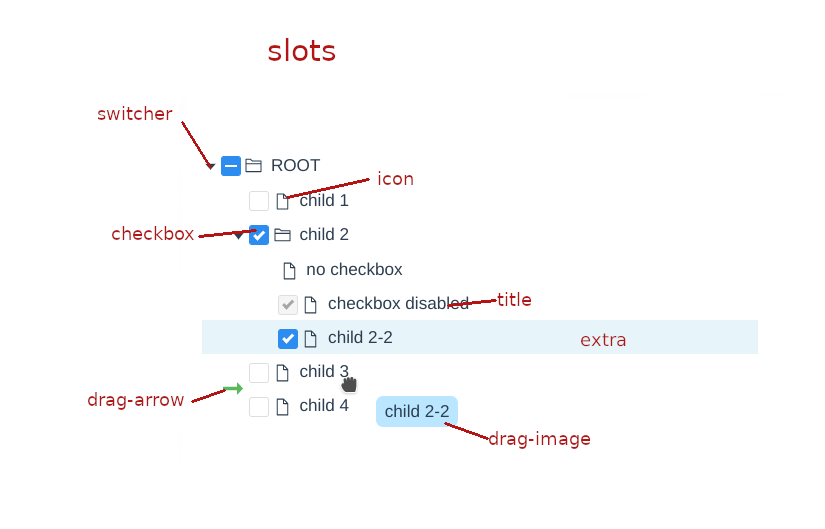 slots
switcher
ROOT
icon
child 1
checkbox
child 2
no checkbox
checkbox disabled
title
child 2-2
extra
child 3
drag-arrow
child 4
child 2-2
drag-image